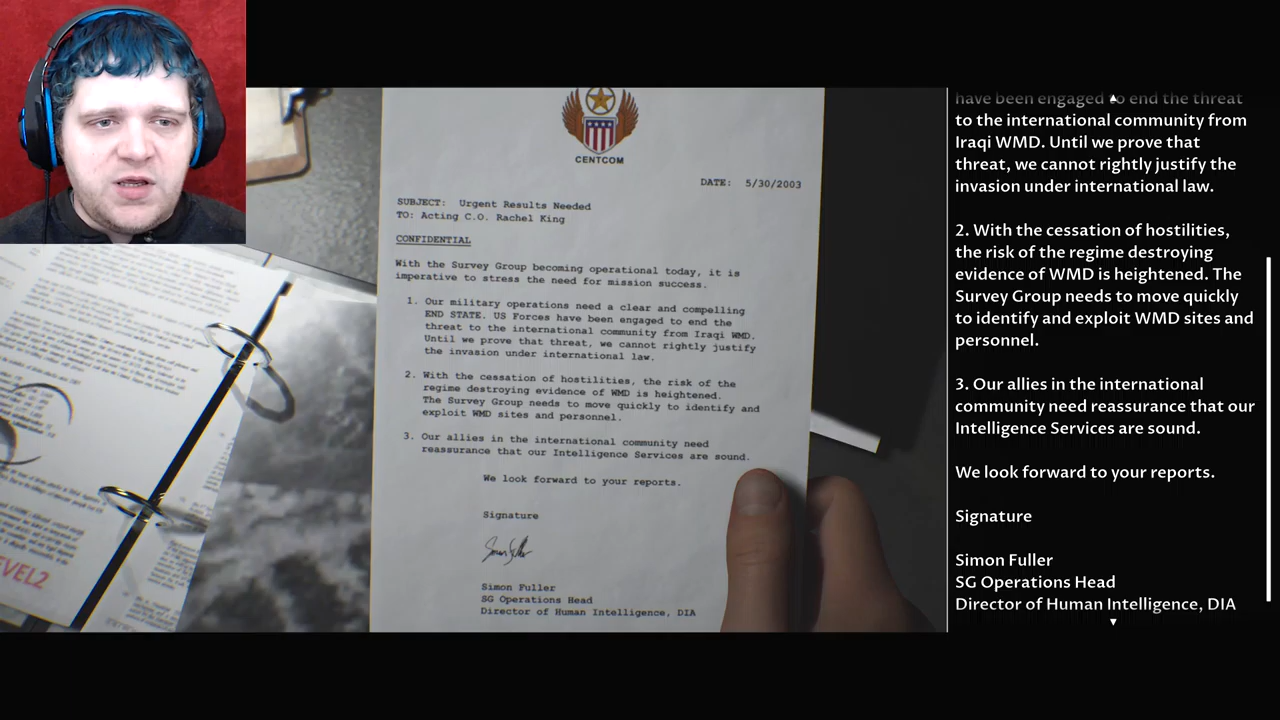 CENTCOM
DATE: 5/30/2003
SUBJECT: Urgent Results Needed
TO: Acting C.O. Rachel King
CONFIDENTIAL
With the Survey Group becoming operational today, it is
imperative to stress the need for mission success.
1. Our military operations need a clear and compelling
END STATE. US Forces have been engaged to end the
threat to the international community from Iraqi WMD.
Until we prove that threat, we cannot rightly justify
the invasion under international law.
2. With the cessation of hostilities, the risk of the
regime destroying evidence of WMD is heightened.
The Survey Group needs to move quickly to identify and
exploit WMD sites and personnel.
3. Our allies in the international community need
reassurance that our Intelligence Services are sound.
We look forward to your reports.
Signature
Simon Fuller
SG Operations Head
Director of Human Intelligence, DIA
EVEL2
have been engaged to end the threat
to the international community from
Iraqi WMD. Until we prove that
threat, we cannot rightly justify the
invasion under international law.
2. With the cessation of hostilities,
the risk of the regime destroying
evidence of WMD is heightened. The
Survey Group needs to move quickly
to identify and exploit WMD sites and
personnel.
3. Our allies in the international
community need reassurance that our
Intelligence Services are sound.
We look forward to your reports.
Signature
Simon Fuller
SG Operations Head
Director of Human Intelligence, DIA